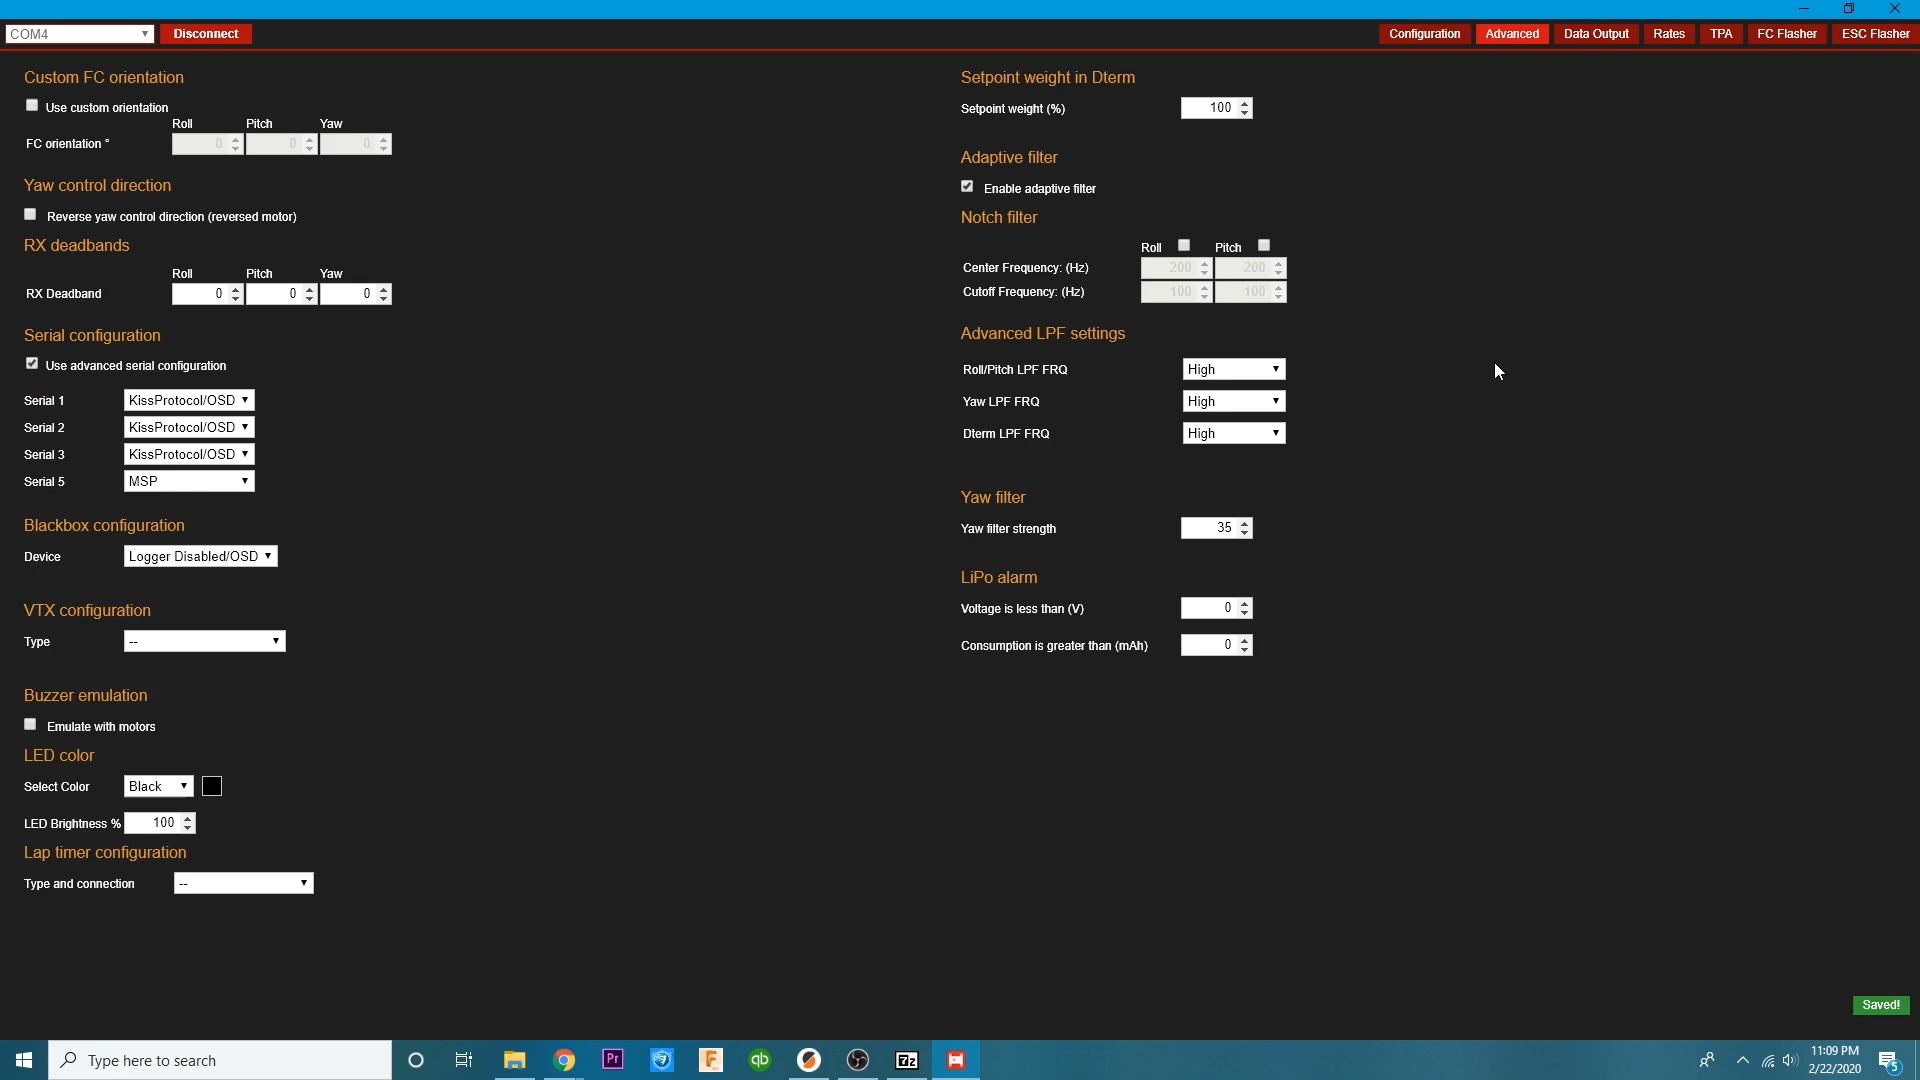 COM4 Disconnect Configuration Advanced Data Output Rates TPA FC Flasher ESC Flasher
Custom FC orientation
Use custom orientation
Roll Pitch Yaw
FC orientation ° 0 0 0
Yaw control direction
Reverse yaw control direction (reversed motor)
RX deadbands
Roll Pitch Yaw
RX Deadband 0 0 0
Serial configuration
Use advanced serial configuration
Serial 1 KissProtocol/OSD
Serial 2 KissProtocol/OSD
Serial 3 KissProtocol/OSD
Serial 5 MSP
Blackbox configuration
Device Logger Disabled/OSD
VTX configuration
Type --
Buzzer emulation
Emulate with motors
LED color
Select Color Black
LED Brightness % 100
Lap timer configuration
Type and connection --
Setpoint weight in Dterm
Setpoint weight (%) 100
Adaptive filter
Enable adaptive filter
Notch filter
Roll Pitch
Center Frequency: (Hz) 200 200
Cutoff Frequency: (Hz) 100 100
Advanced LPF settings
Roll/Pitch LPF FRQ High
Yaw LPF FRQ High
Dterm LPF FRQ High
Yaw filter
Yaw filter strength 35
LiPo alarm
Voltage is less than (V) 0
Consumption is greater than (mAh) 0
Saved!
Type here to search Pr qb 7z 11:09 PM
2/22/2020 5